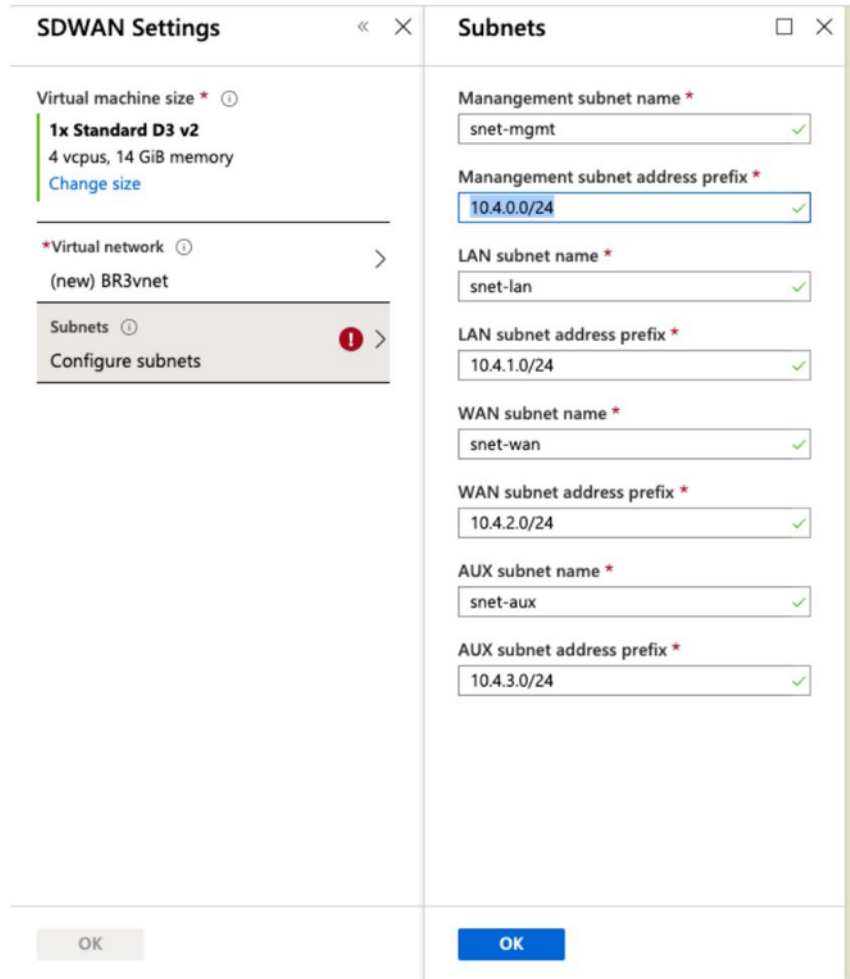 SDWAN Settings
Virtual machine size *
1x Standard D3 v2
4 vcpus, 14 GiB memory
Change size
*Virtual network
(new) BR3vnet
Subnets
Configure subnets
OK
Subnets
Manangement subnet name *
snet-mgmt
Manangement subnet address prefix *
10.4.0.0/24
LAN subnet name *
snet-lan
LAN subnet address prefix *
10.4.1.0/24
WAN subnet name *
snet-wan
WAN subnet address prefix *
10.4.2.0/24
AUX subnet name *
snet-aux
AUX subnet address prefix *
10.4.3.0/24
OK